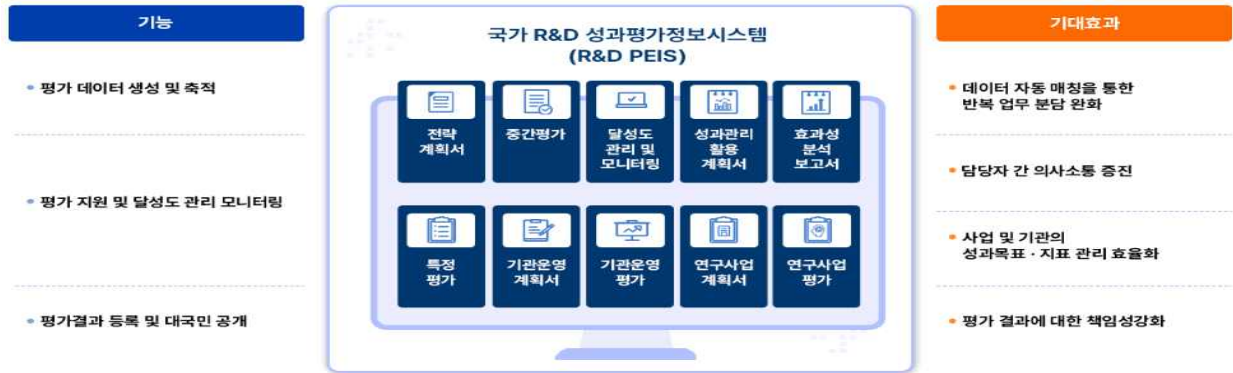 기능
• 평가 데이터 생성 및 축적
• 평가 지원 및 달성도 관리 모니터링
• 평가결과 등록 및 대국민 공개
국가 R&D 성과평가정보시스템
(R&D PEIS)
전략
계획서
중간평가
달성도
관리 및
모니터링
성과관리
활용
계획서
효과성
분석
보고서
특정
평가
기관운영
계획서
기관운영
평가
연구사업
계획서
연구사업
평가
기대효과
• 데이터 자동 매칭을 통한
반복 업무 분담 완화
• 담당자 간 의사소통 증진
• 사업 및 기관의
성과목표 · 지표 관리 효율화
• 평가 결과에 대한 책임성강화